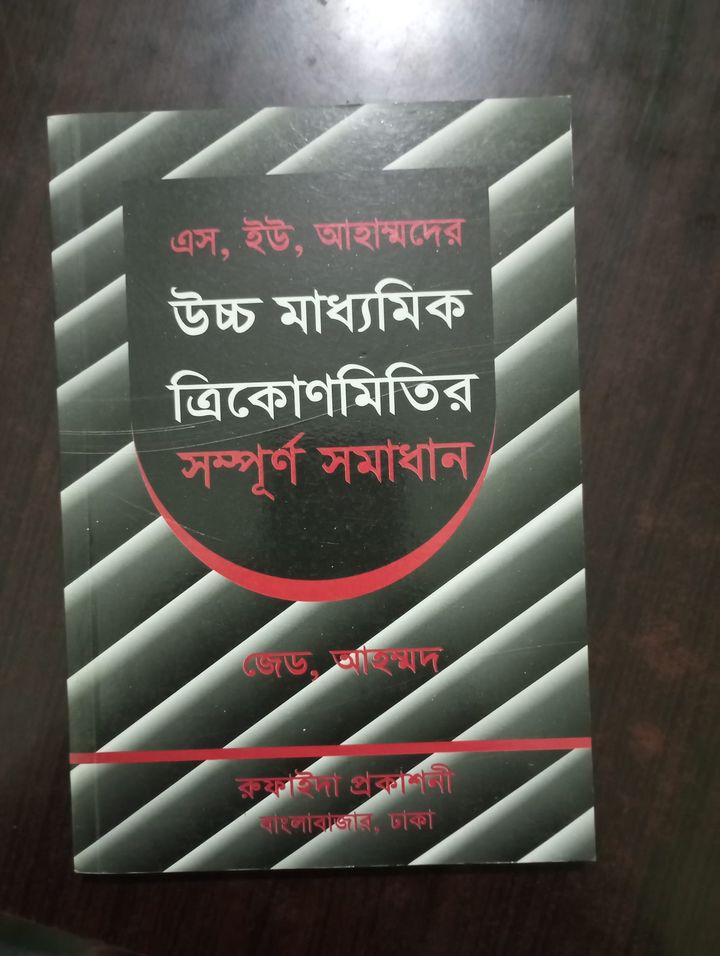 এস, ইউ, আহাম্মদের
উচ্চ মাধ্যমিক
ত্রিকোণমিতির
সম্পূর্ণ সমাধান
জেড, আহম্মদ
রুফাইদা প্রকাশনী
বাংলাবাজার, ঢাকা